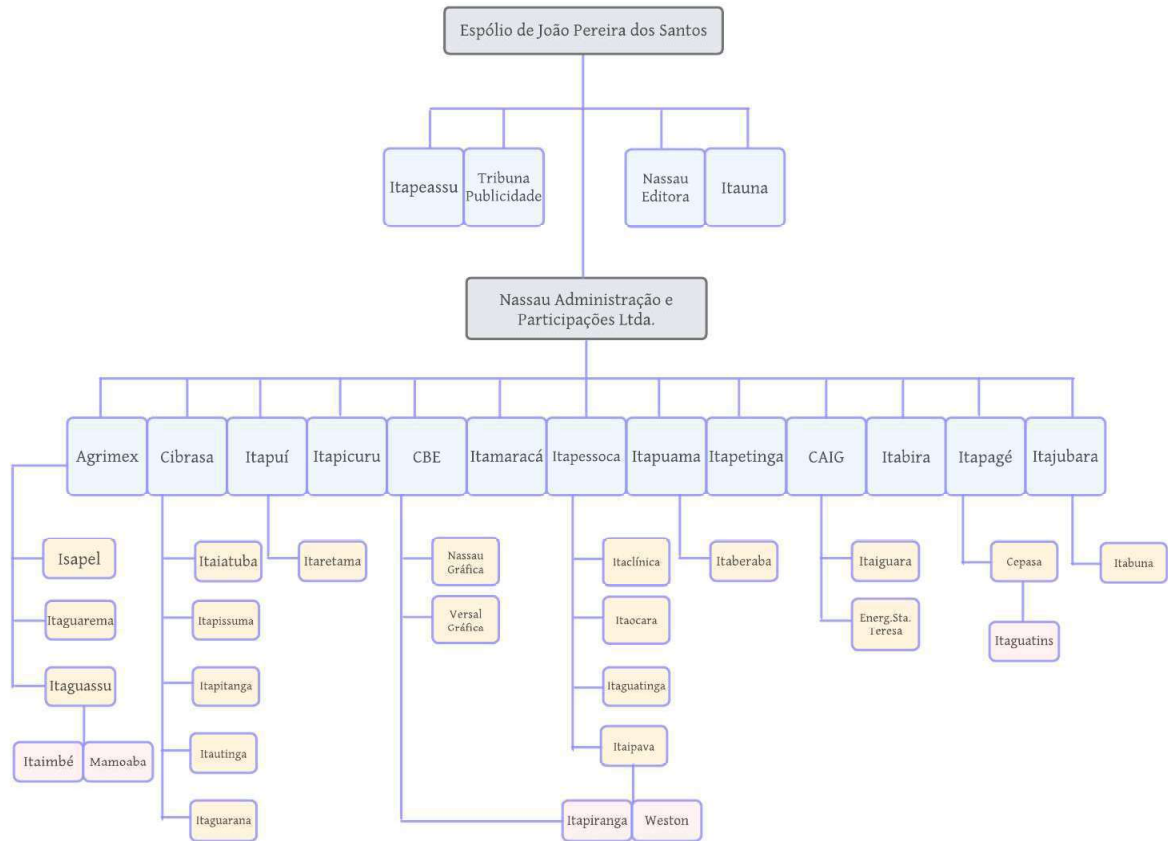 Espólio de João Pereira dos Santos
Itapeassu
Tribuna
Publicidade
Nassau
Editora
Itauna
Nassau Administração e
Participações Ltda.
Agrimex
Cibrasa
Itapuí
Itapicuru
CBE
Itamaracá
Itapessoca
Itapuama
Itapetinga
CAIG
Itabira
Itapagé
Itajubara
Isapel
Itaiatuba
Itaretama
Nassau
Gráfica
Itaclínica
Itaberaba
Itaiguara
Cepasa
Itabuna
Itaguarema
Itapissuma
Versal
Gráfica
Itaocara
Energ.Sta.
Teresa
Itaguatins
Itaguassu
Itapitanga
Itaguatinga
Itaimbé
Mamoaba
Itautinga
Itaipava
Itaguarana
Itapiranga
Weston